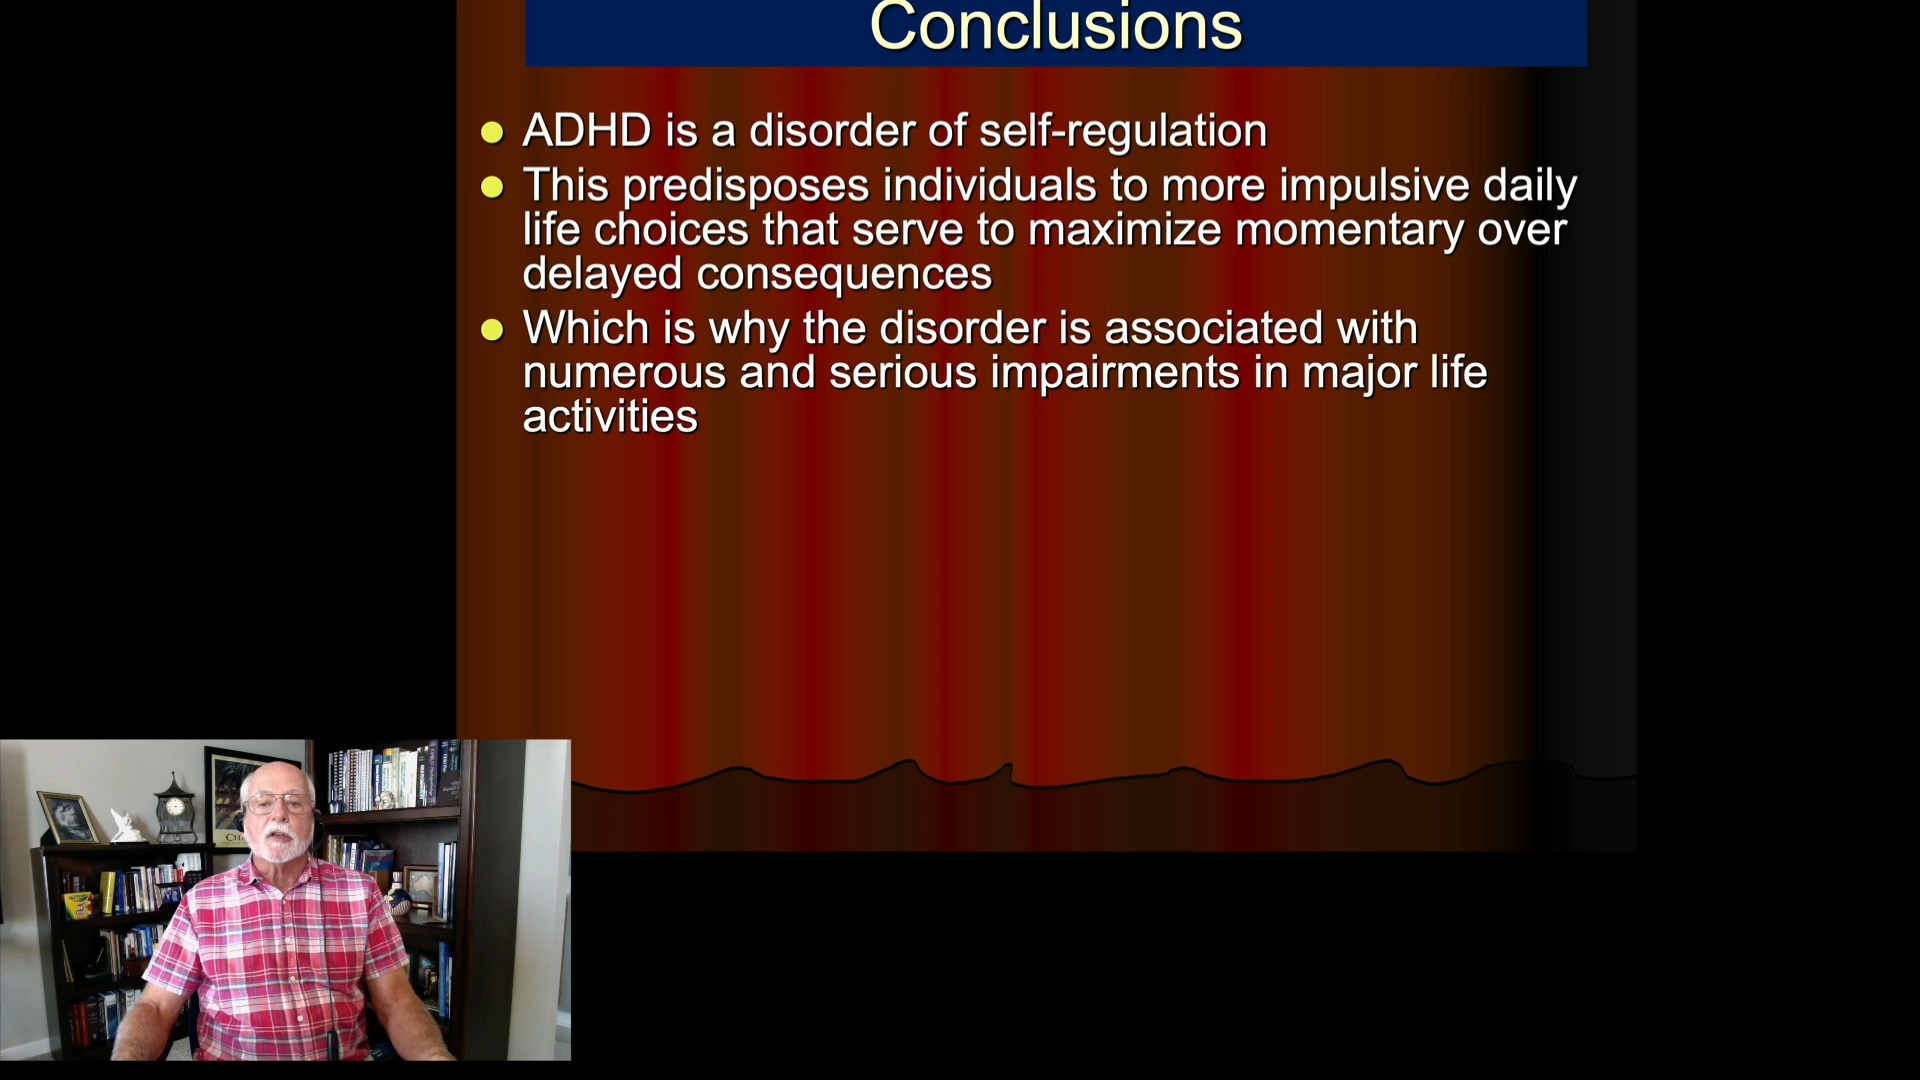 Conclusions
ADHD is a disorder of self-regulation
This predisposes individuals to more impulsive daily
life choices that serve to maximize momentary over
delayed consequences
Which is why the disorder is associated with
numerous and serious impairments in major life
activities